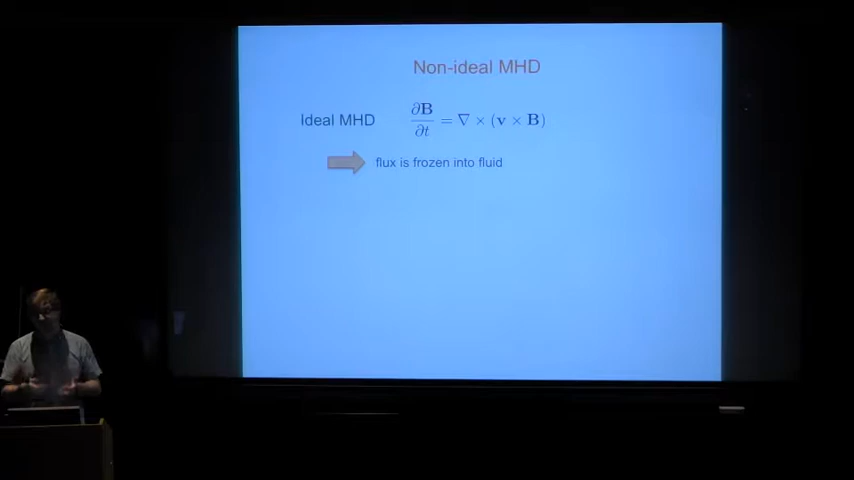 Non-ideal MHD
Ideal MHD ∂B/∂t = ∇ × (v × B)
flux is frozen into fluid